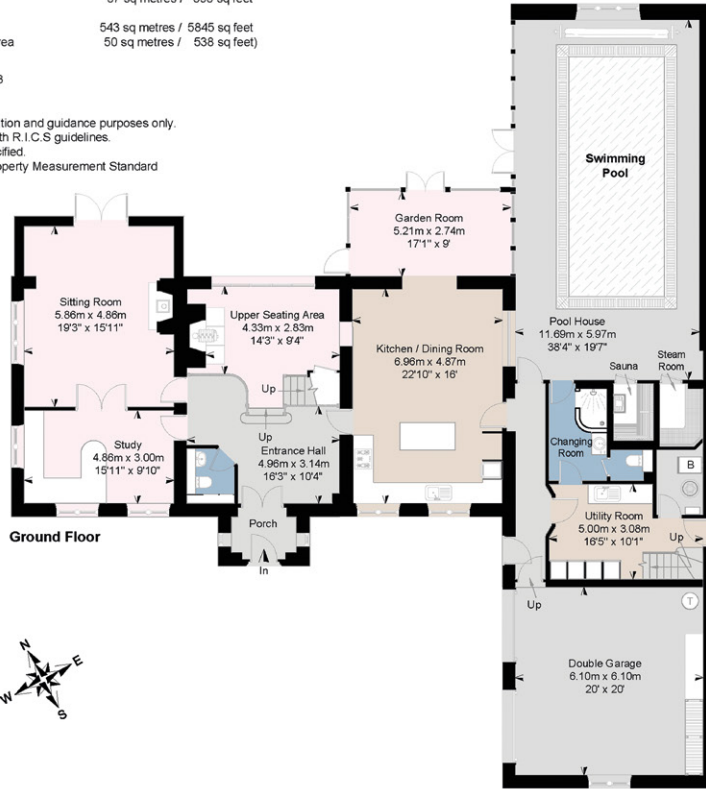 543 sq metres / 5845 sq feet
50 sq metres / 538 sq feet)
tion and guidance purposes only.
th R.I.C.S guidelines.
cified.
operty Measurement Standard
Swimming
Pool
Garden Room
5.21m x 2.74m
17'1" x 9'
Sitting Room
5.86m x 4.86m
19'3" x 15'11"
Upper Seating Area
4.33m x 2.83m
14'3" x 9'4"
Kitchen / Dining Room
6.96m x 4.87m
22'10" x 16'
Pool House
11.69m x 5.97m
38'4" x 19'7"
Sauna
Steam
Room
Up
Up
Study
4.86m x 3.00m
15'11" x 9'10"
Entrance Hall
4.96m x 3.14m
16'3" x 10'4"
Changing
Room
B
Porch
In
Utility Room
5.00m x 3.08m
16'5" x 10'1"
Up
Ground Floor
Up
T
Double Garage
6.10m x 6.10m
20' x 20'
N
E
W
S